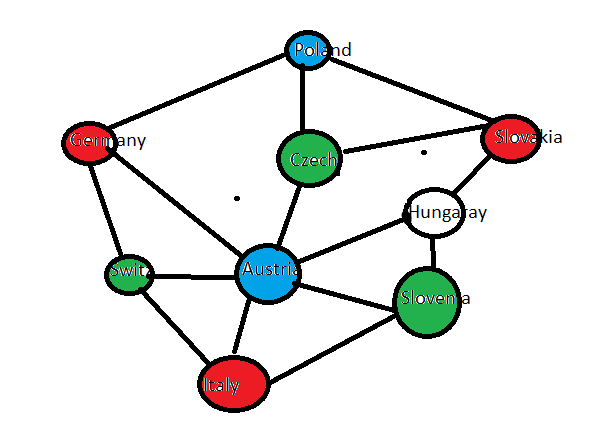 Poland
Germany
Slovakia
Czech
Hungaray
Switz
Austria
Slovenia
Italy